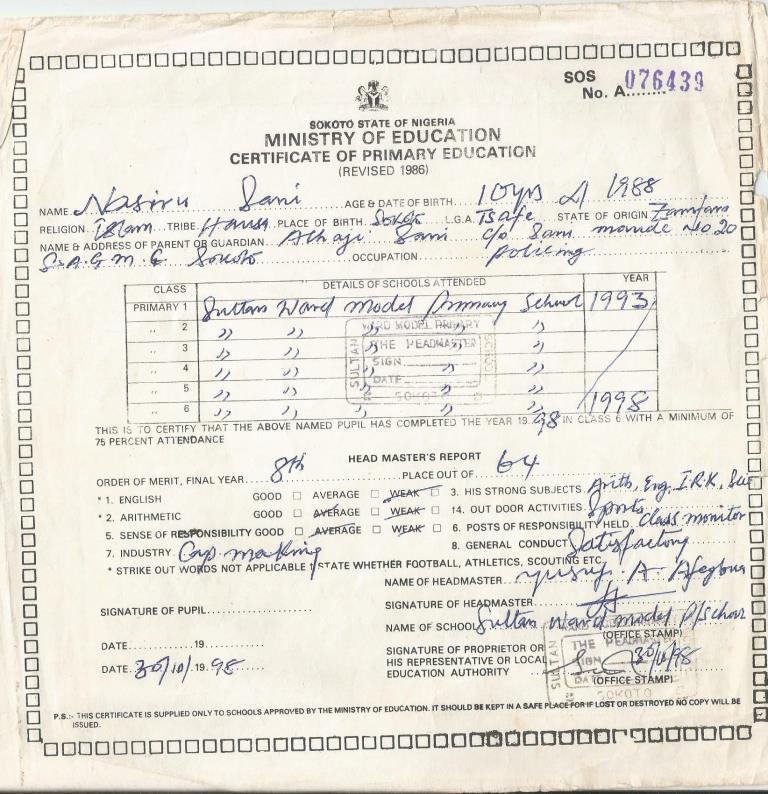 SOS
No. A........ 076439
SOKOTO STATE OF NIGERIA
MINISTRY OF EDUCATION
CERTIFICATE OF PRIMARY EDUCATION
(REVISED 1986)
NAME Nasiru Sani AGE & DATE OF BIRTH 10yrs 1988
RELIGION Islam TRIBE Hausa PLACE OF BIRTH Sokoto L.G.A. Tsafe STATE OF ORIGIN Zamfara
NAME & ADDRESS OF PARENT OR GUARDIAN Alhaji Sani c/o Sani mande No. 20
S.A.G.M.C Sokoto OCCUPATION policing
CLASS DETAILS OF SCHOOLS ATTENDED YEAR
PRIMARY 1 Sultan Ward Model Primary School 1993
,, 2 ,, ,, ,, ,, ,,
,, 3 ,, ,, ,, ,, ,,
,, 4 ,, ,, ,, ,, ,,
,, 5 ,, ,, ,, ,, ,,
,, 6 ,, ,, ,, ,, ,, 1998
SULTAN WARD MODEL PRIMARY
THE HEADMASTER
SIGN
DATE
SOKOTO
THIS IS TO CERTIFY THAT THE ABOVE NAMED PUPIL HAS COMPLETED THE YEAR 19.98 IN CLASS 6 WITH A MINIMUM OF
75 PERCENT ATTENDANCE
HEAD MASTER'S REPORT
ORDER OF MERIT, FINAL YEAR 8th PLACE OUT OF 64
* 1. ENGLISH GOOD □ AVERAGE □ WEAK □ 3. HIS STRONG SUBJECTS Arith, Eng, I.R.K,
* 2. ARITHMETIC GOOD □ AVERAGE □ WEAK □ 14. OUT DOOR ACTIVITIES Sports
5. SENSE OF RESPONSIBILITY GOOD □ AVERAGE □ WEAK □ 6. POSTS OF RESPONSIBILITY HELD. Class monitor
7. INDUSTRY Cap making 8. GENERAL CONDUCT Satisfactory
* STRIKE OUT WORDS NOT APPLICABLE † STATE WHETHER FOOTBALL, ATHLETICS, SCOUTING ETC
NAME OF HEADMASTER Yusuf A.
SIGNATURE OF PUPIL
SIGNATURE OF HEADMASTER
NAME OF SCHOOL Sultan Ward model P/School
(OFFICE STAMP)
DATE 19
SIGNATURE OF PROPRIETOR OR
HIS REPRESENTATIVE OR LOCAL
EDUCATION AUTHORITY 30/10/98
(OFFICE STAMP)
DATE 30/10/19.98
SULTAN
THE HEADMASTER
SIGN
DATE
SOKOTO
P.S.:- THIS CERTIFICATE IS SUPPLIED ONLY TO SCHOOLS APPROVED BY THE MINISTRY OF EDUCATION. IT SHOULD BE KEPT IN A SAFE PLACE FOR IF LOST OR DESTROYED NO COPY WILL BE
ISSUED.